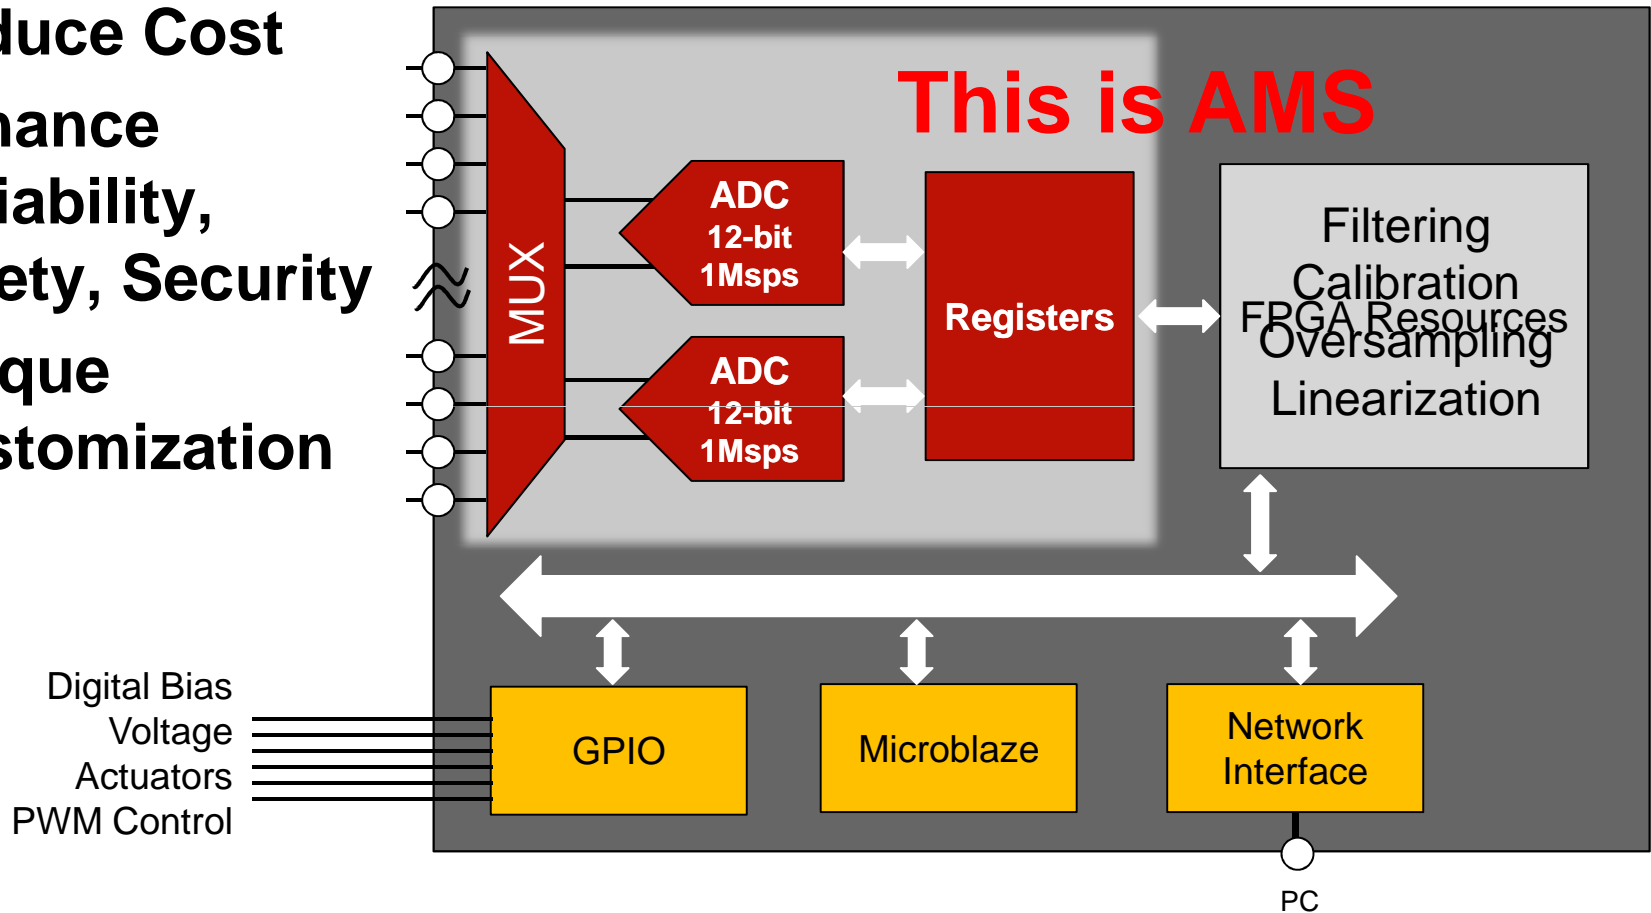 duce Cost
hance
iability,
ety, Security
que
stomization
This is AMS
MUX
ADC
12-bit
1Msps
ADC
12-bit
1Msps
Registers
Filtering
Calibration
FPGA Resources
Oversampling
Linearization
Digital Bias
Voltage
Actuators
PWM Control
GPIO
Microblaze
Network
Interface
PC